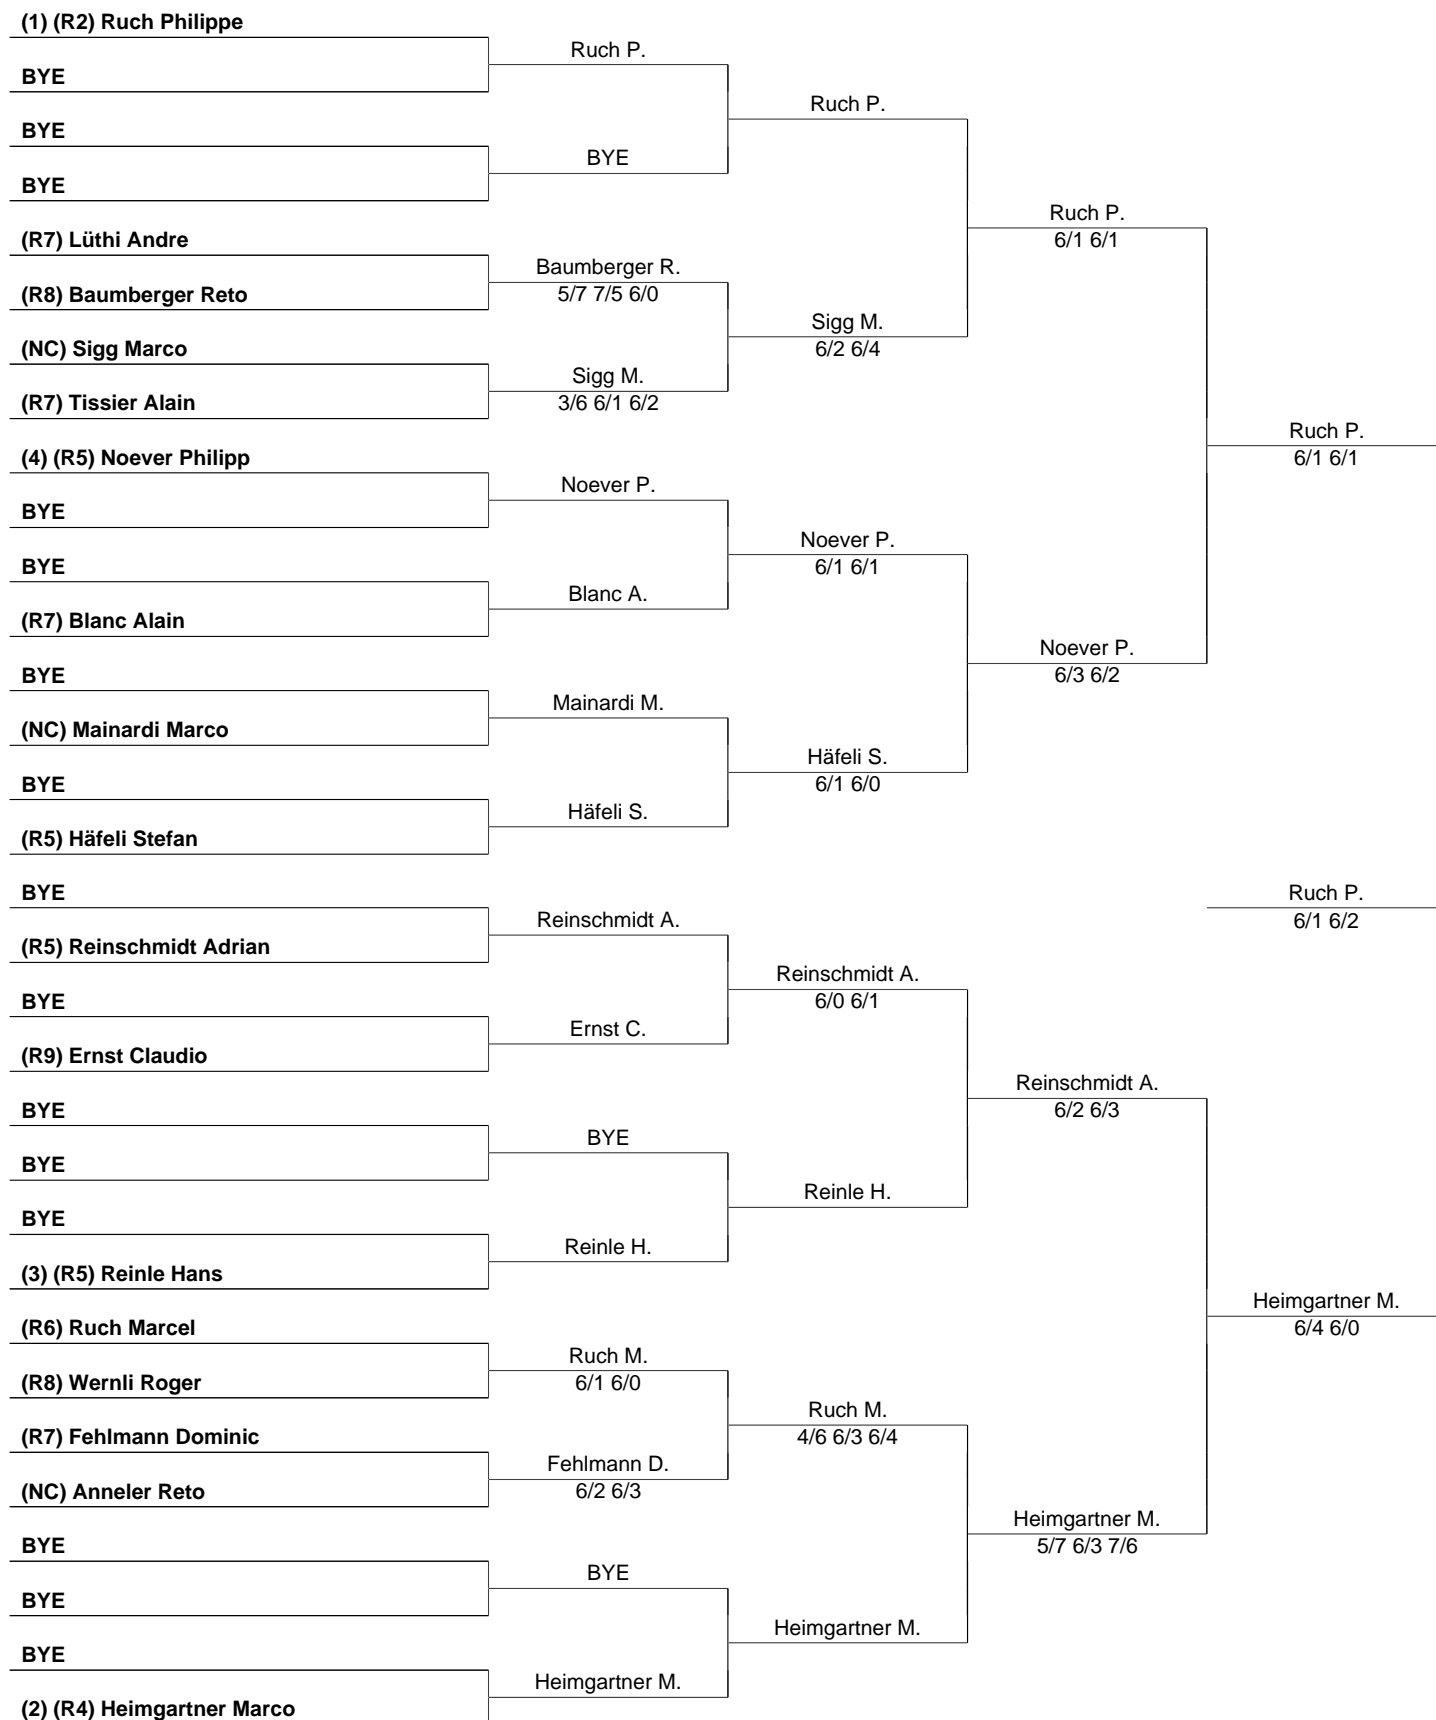 (1) (R2) Ruch Philippe
BYE
BYE
BYE
(R7) Lüthi Andre
(R8) Baumberger Reto
(NC) Sigg Marco
(R7) Tissier Alain
(4) (R5) Noever Philipp
BYE
BYE
(R7) Blanc Alain
BYE
(NC) Mainardi Marco
BYE
(R5) Häfeli Stefan
BYE
(R5) Reinschmidt Adrian
BYE
(R9) Ernst Claudio
BYE
BYE
BYE
(3) (R5) Reinle Hans
(R6) Ruch Marcel
(R8) Wernli Roger
(R7) Fehlmann Dominic
(NC) Anneler Reto
BYE
BYE
BYE
(2) (R4) Heimgartner Marco
Ruch P.
BYE
Baumberger R.
5/7 7/5 6/0
Sigg M.
3/6 6/1 6/2
Noever P.
Blanc A.
Mainardi M.
Häfeli S.
Reinschmidt A.
Ernst C.
BYE
Reinle H.
Ruch M.
6/1 6/0
Fehlmann D.
6/2 6/3
BYE
Heimgartner M.
Ruch P.
Sigg M.
6/2 6/4
Noever P.
6/1 6/1
Häfeli S.
6/1 6/0
Reinschmidt A.
6/0 6/1
Reinle H.
Ruch M.
4/6 6/3 6/4
Heimgartner M.
Ruch P.
6/1 6/1
Noever P.
6/3 6/2
Reinschmidt A.
6/2 6/3
Heimgartner M.
5/7 6/3 7/6
Ruch P.
6/1 6/1
Ruch P.
6/1 6/2
Heimgartner M.
6/4 6/0